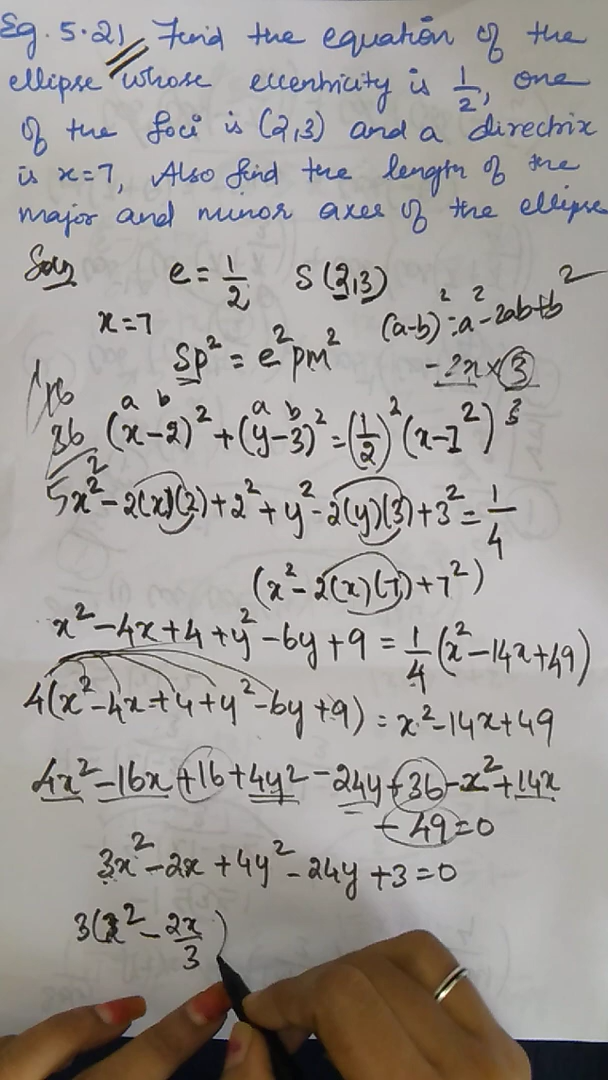 Eg. 5.21 Find the equation of the
ellipse whose eccentricity is 1/2, one
of the foci is (2,3) and a directrix
is x=7, Also find the length of the
major and minor axes of the ellipse
Soln e = 1/2 S(2,3)
x=7 (a-b)² = a² - 2ab + b²
SP² = e² PM² - 2x × 3
a b a b
36 (x-2)² + (y-3)² = (1/2)² (x-7²)
x² - 2(x)(2) + 2² + y² - 2(y)(3) + 3² = 1/4
(x² - 2(x)(7) + 7²)
x² - 4x + 4 + y² - 6y + 9 = 1/4 (x² - 14x + 49)
4(x² - 4x + 4 + y² - 6y + 9) = x² - 14x + 49
4x² - 16x + 16 + 4y² - 24y + 36 - x² + 14x
- 49 = 0
3x² - 2x + 4y² - 24y + 3 = 0
3(x² - 2x/3)